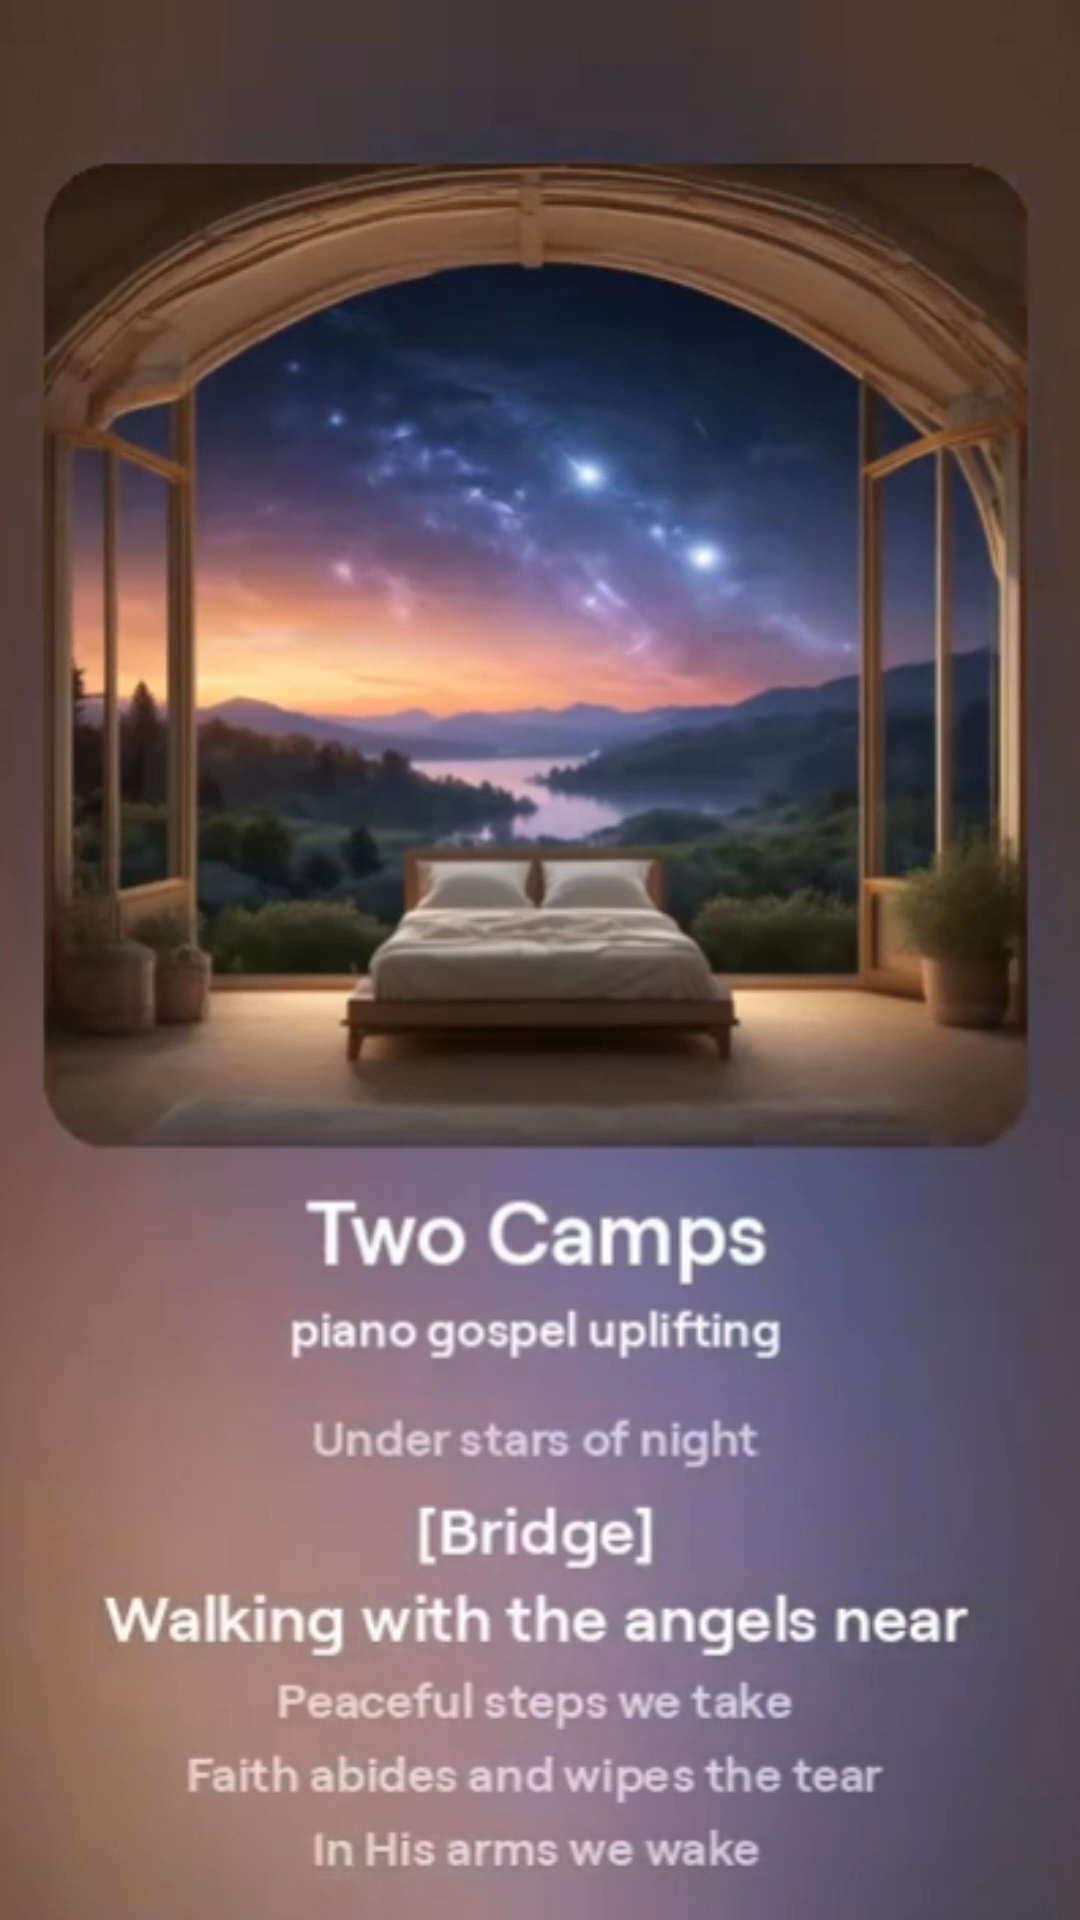 Two Camps
piano gospel uplifting
Under stars of night
[Bridge]
Walking with the angels near
Peaceful steps we take
Faith abides and wipes the tear
In His arms we wake